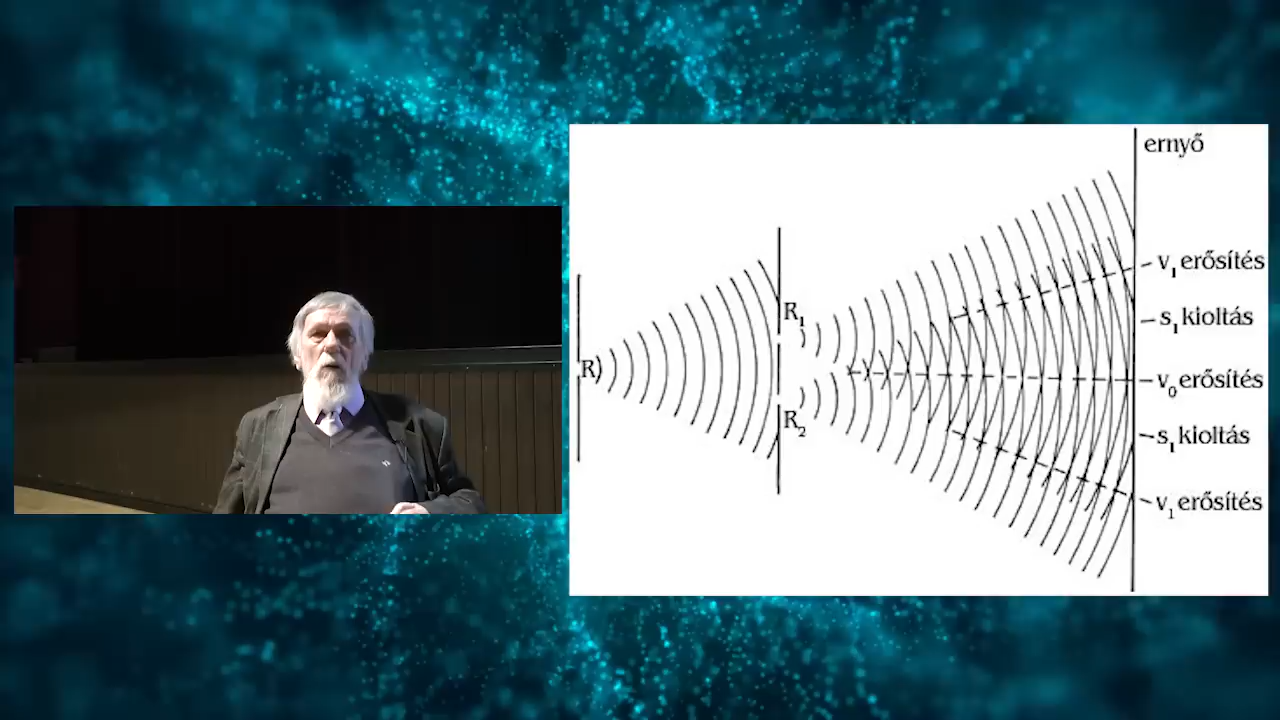 ernyő
R
R₁
R₂
v₁ erősítés
s₁ kioltás
v₀ erősítés
s₁ kioltás
v₁ erősítés